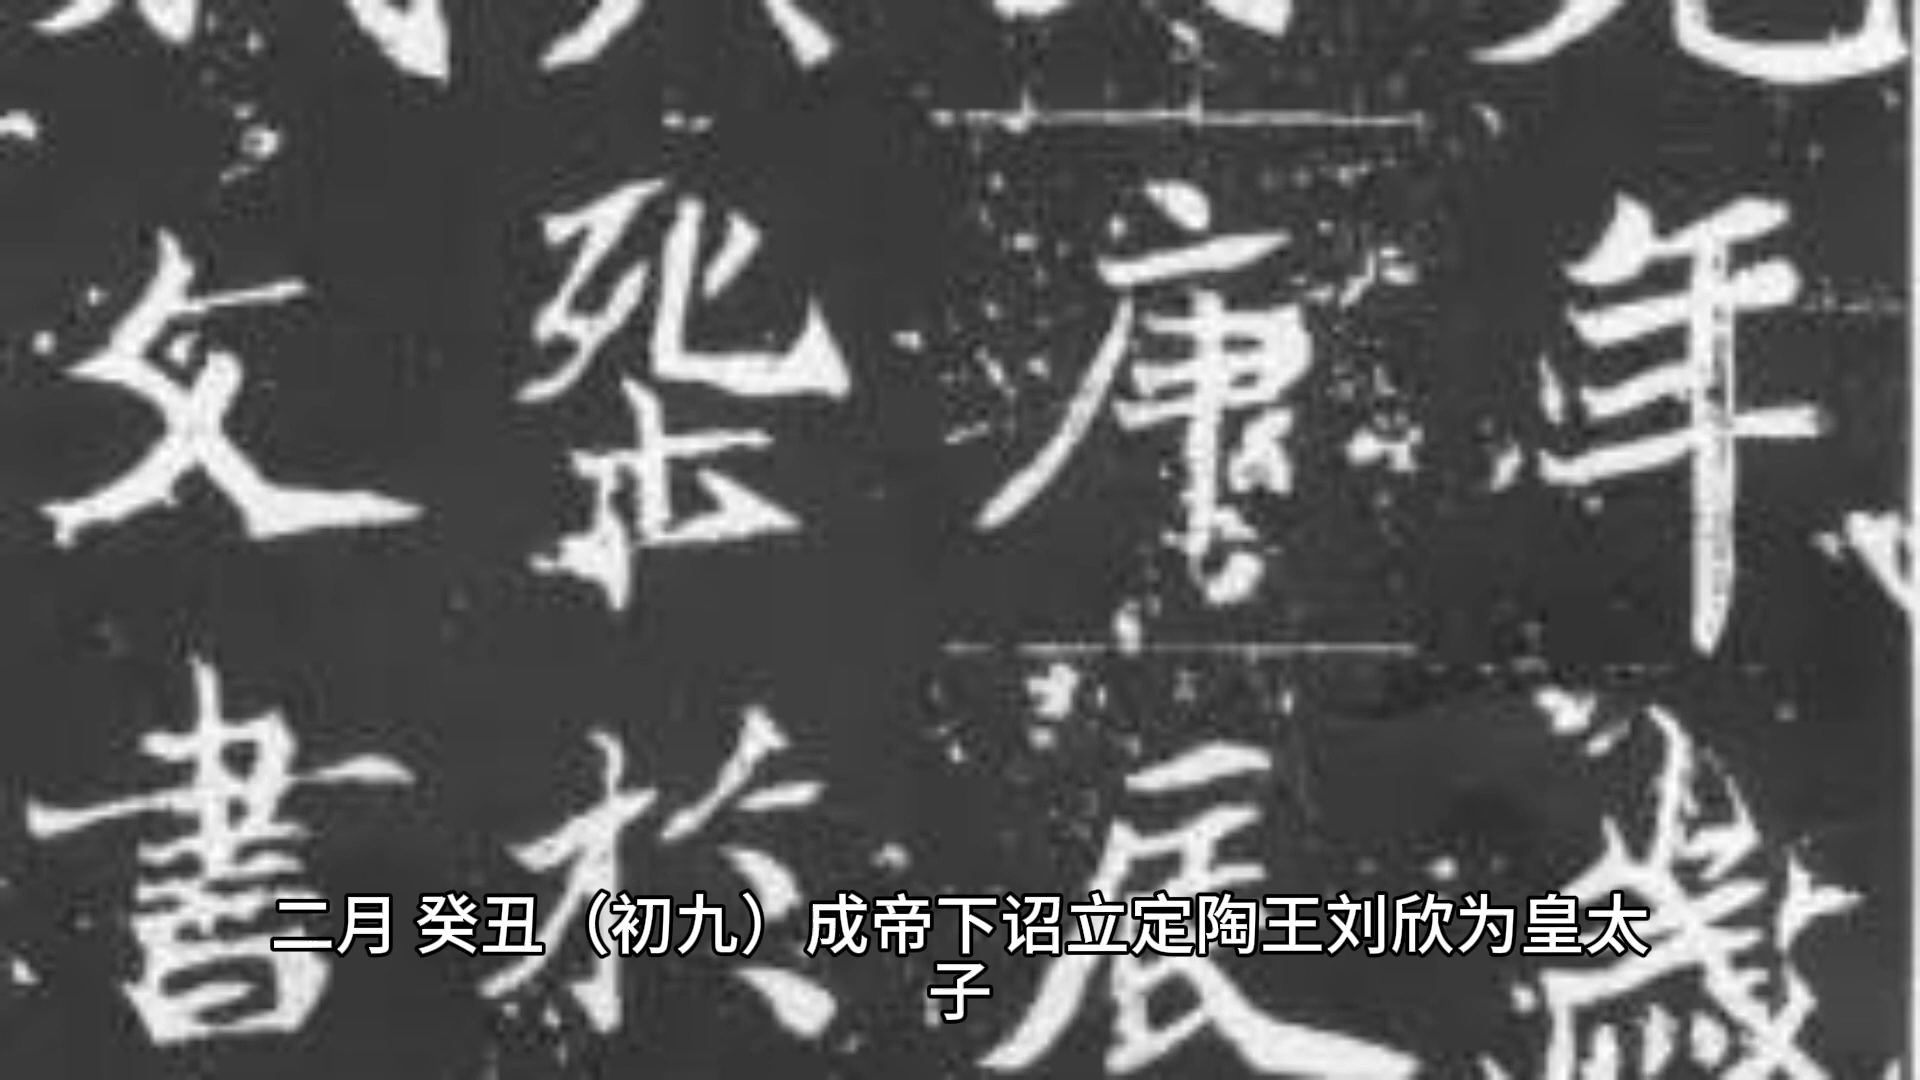 年歲
辰
於
文書
二月 癸丑（初九）成帝下诏立定陶王刘欣为皇太
子